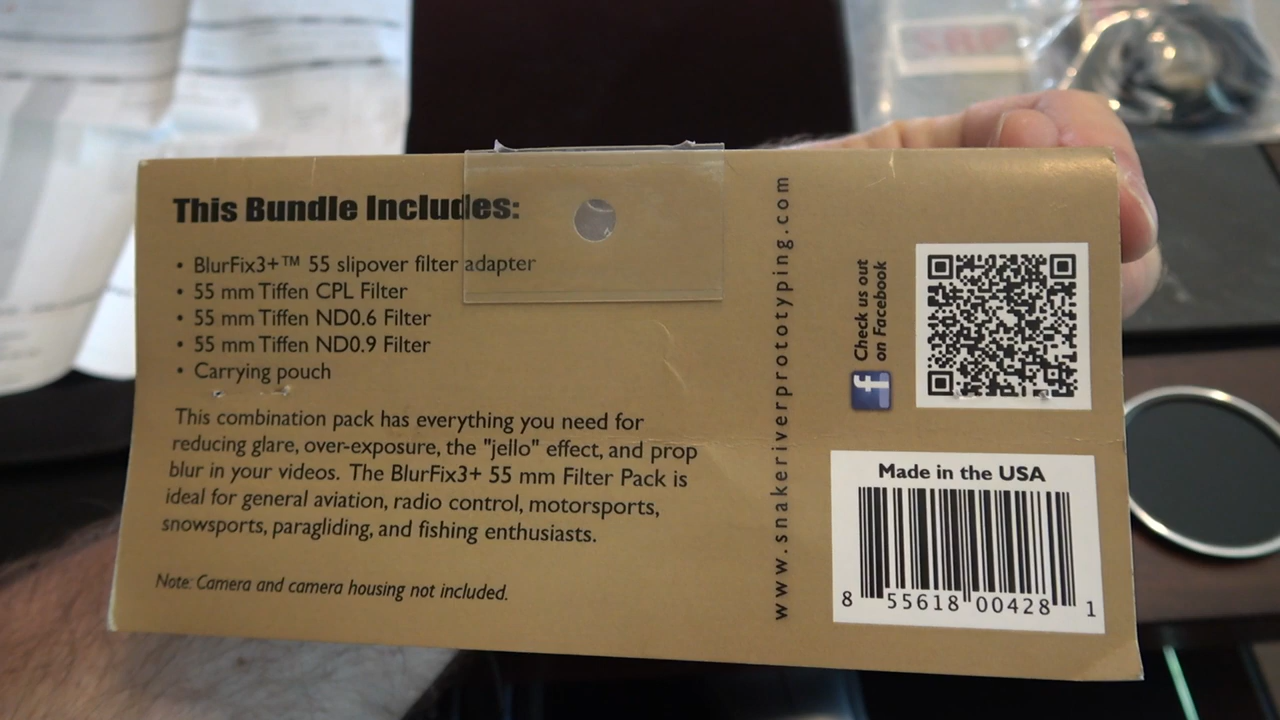 This Bundle Includes:
• BlurFix3+™ 55 slipover filter adapter
• 55 mm Tiffen CPL Filter
• 55 mm Tiffen ND0.6 Filter
• 55 mm Tiffen ND0.9 Filter
• Carrying pouch
This combination pack has everything you need for
reducing glare, over-exposure, the "jello" effect, and prop
blur in your videos. The BlurFix3+ 55 mm Filter Pack is
ideal for general aviation, radio control, motorsports,
snowsports, paragliding, and fishing enthusiasts.
Note: Camera and camera housing not included.
www.snakeriverprototyping.com
Check us out
on Facebook
f
Made in the USA
8 55618 00428 1